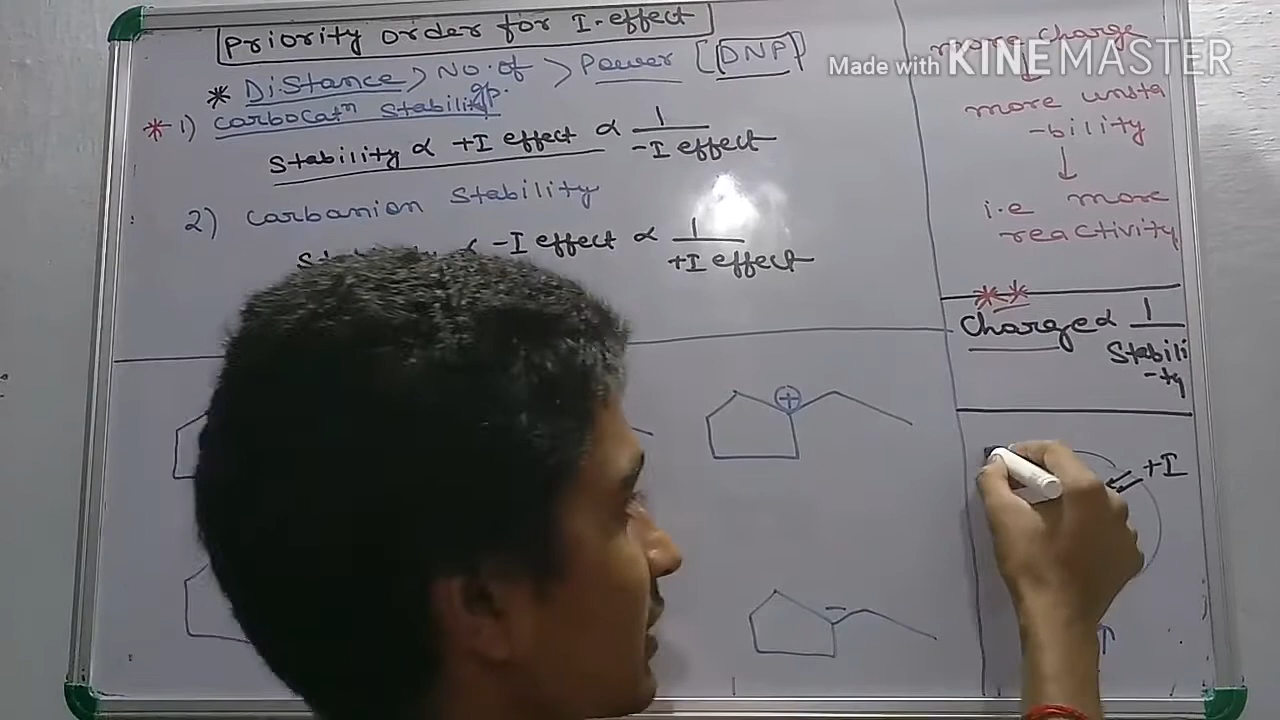 Priority order for I-effect
* Distance > No. of gp. > Power [DNP]
* 1) Carbocatn Stability
Stability ∝ +I effect ∝ 1/-I effect
2) Carbanion Stability
-I effect ∝ 1/+I effect
more charge
↓
more unsta
-bility
↓
i.e more
reactivity
**
Charge ∝ 1/Stabili
-ty
+
+I
-
Made with KINEMASTER